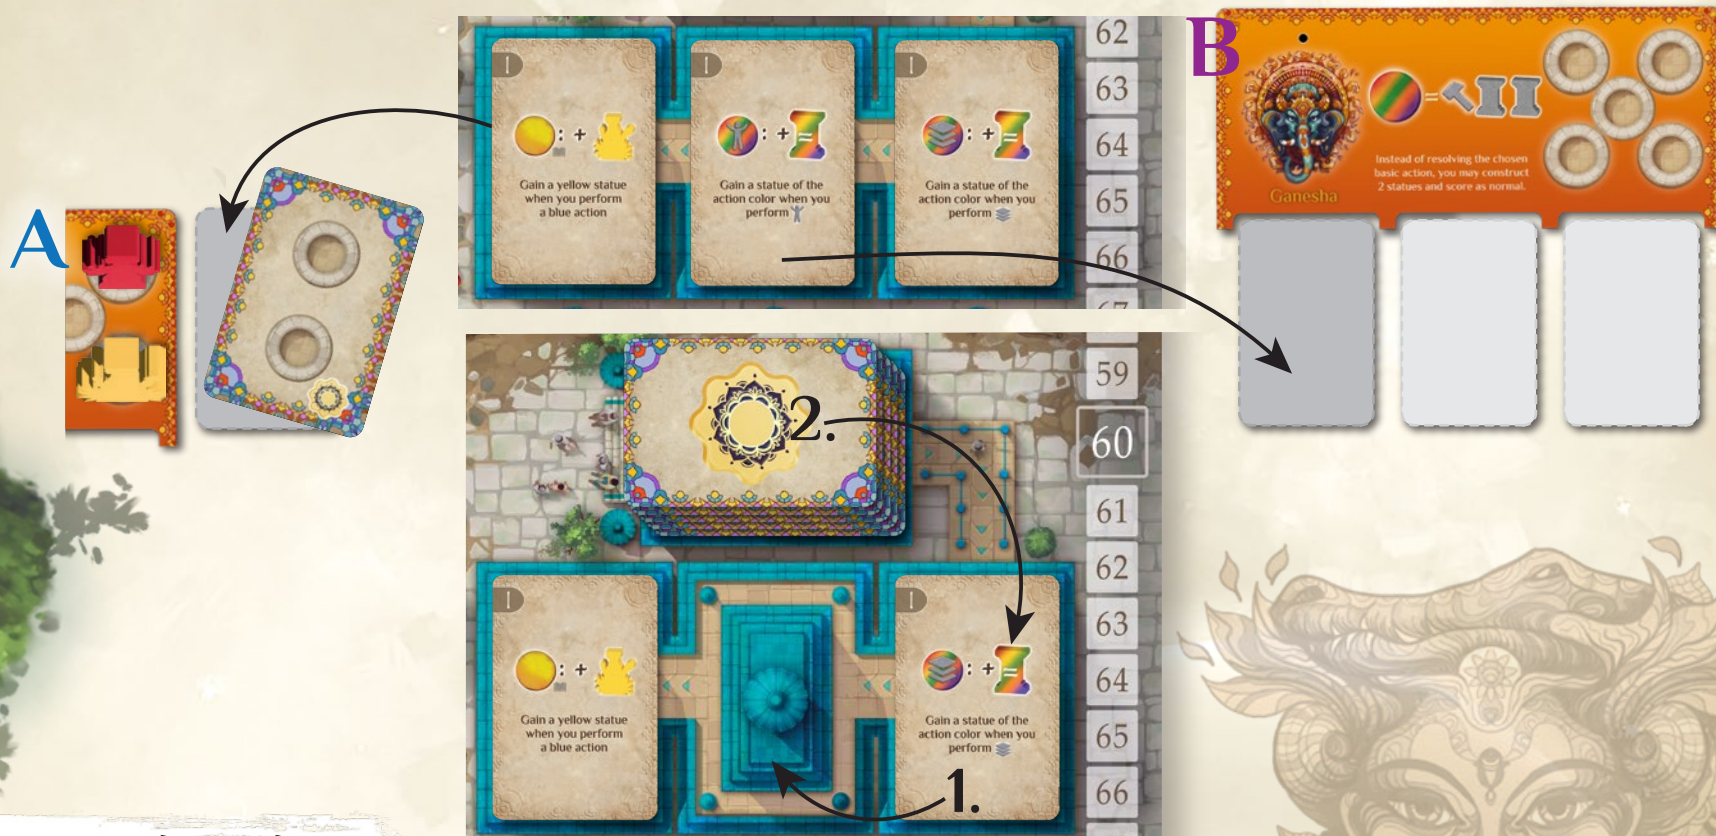 A
Gain a yellow statue
when you perform
a blue action
Gain a statue of the
action color when you
perform
Gain a statue of the
action color when you
perform
62
63
64
65
66
67
B
Ganesha
Instead of resolving the chosen
basic action, you may construct
2 statues and score as normal.
2.
59
60
61
62
63
64
65
66
Gain a yellow statue
when you perform
a blue action
Gain a statue of the
action color when you
perform
1.